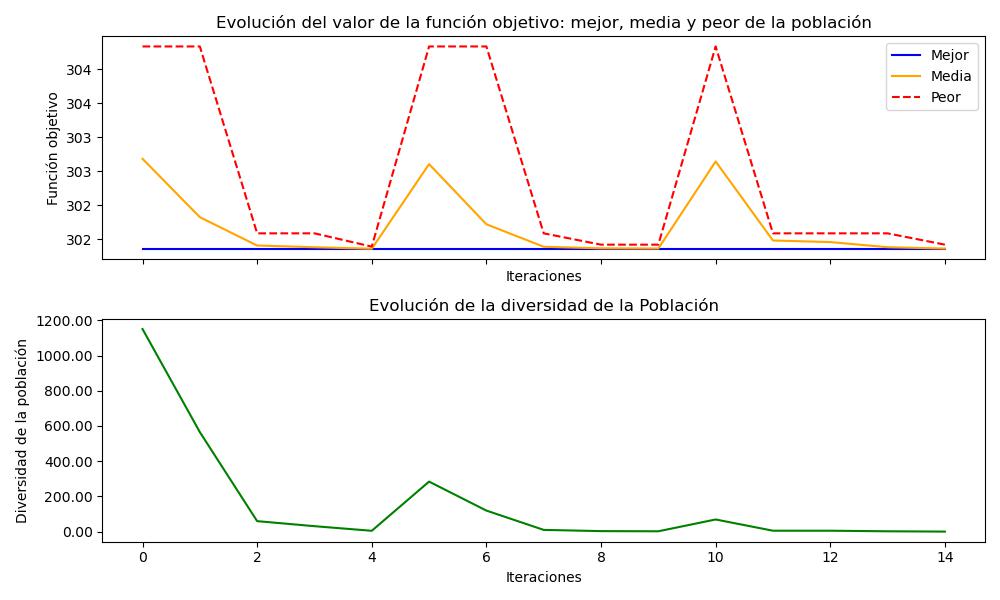 Evolución del valor de la función objetivo: mejor, media y peor de la población
Función objetivo
304
304
303
303
302
302
Mejor
Media
Peor
Iteraciones
Evolución de la diversidad de la Población
Diversidad de la población
1200.00
1000.00
800.00
600.00
400.00
200.00
0.00
0 2 4 6 8 10 12 14
Iteraciones